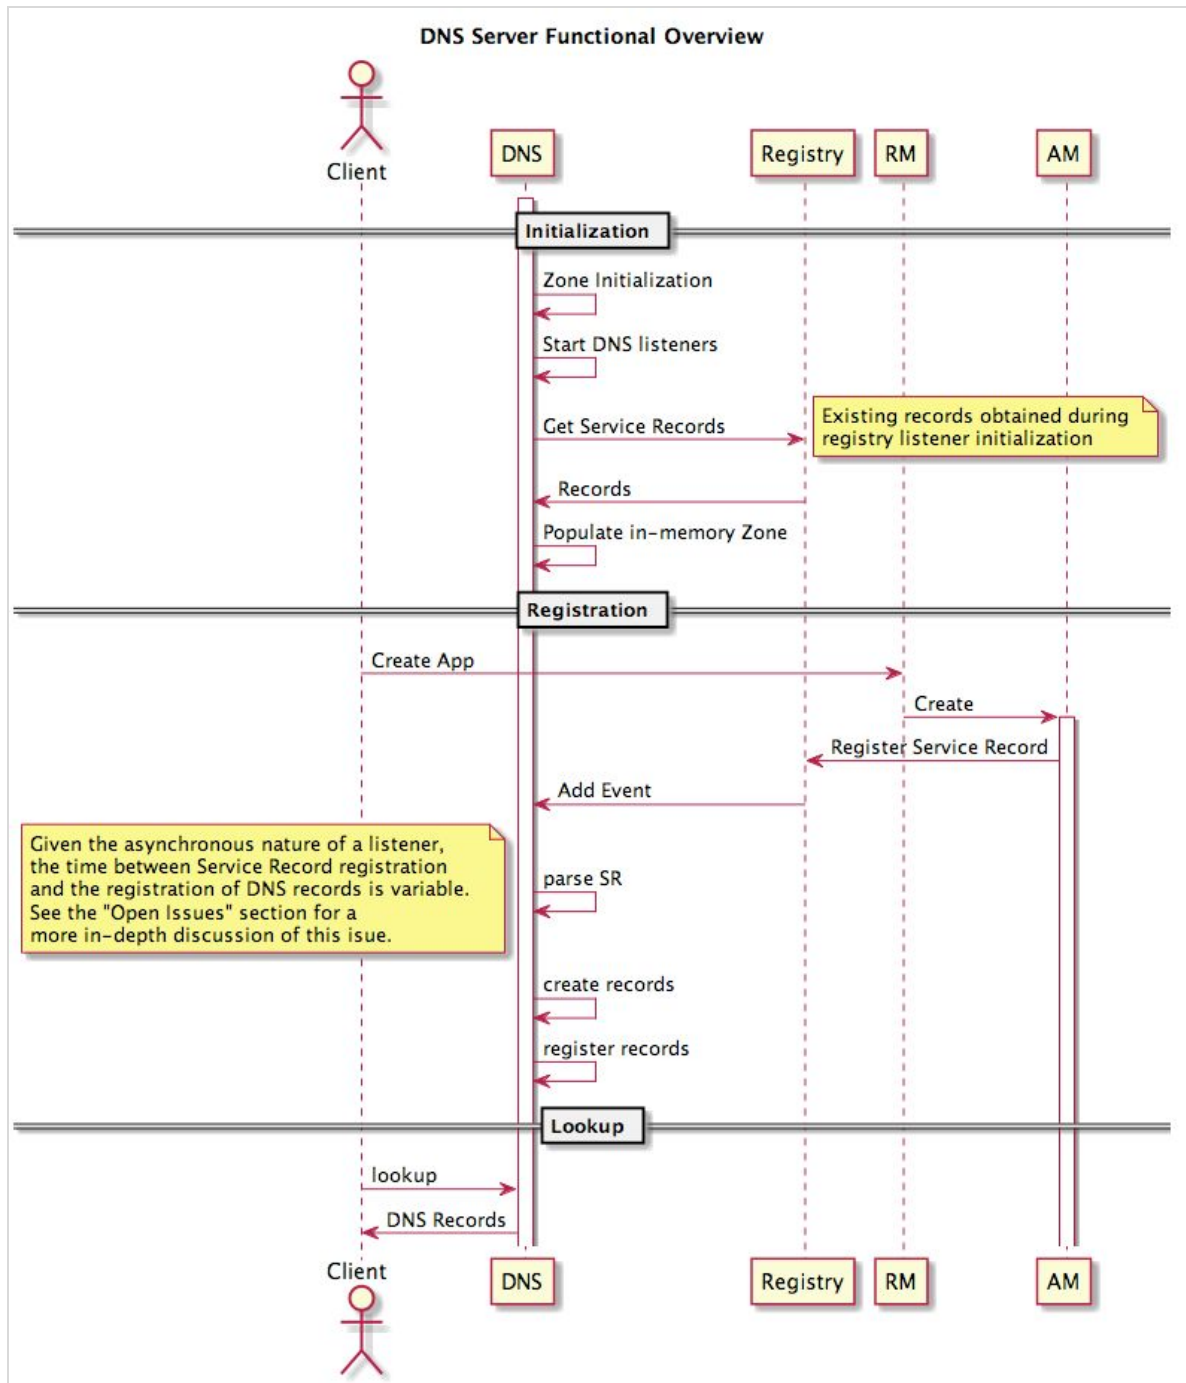 DNS Server Functional Overview
Client
DNS
Registry
RM
AM
Initialization
Zone Initialization
Start DNS listeners
Get Service Records
Existing records obtained during
registry listener initialization
Records
Populate in-memory Zone
Registration
Create App
Create
Register Service Record
Add Event
Given the asynchronous nature of a listener,
the time between Service Record registration
and the registration of DNS records is variable.
See the "Open Issues" section for a
more in-depth discussion of this isue.
parse SR
create records
register records
Lookup
lookup
DNS Records
Client
DNS
Registry
RM
AM